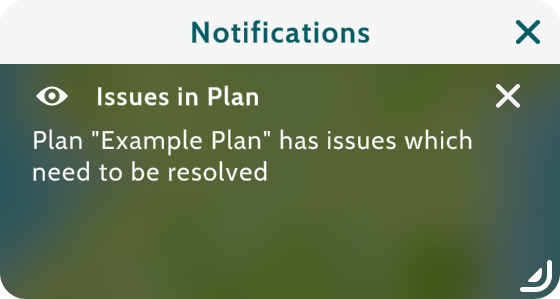 Notifications
Issues in Plan
Plan "Example Plan" has issues which
need to be resolved